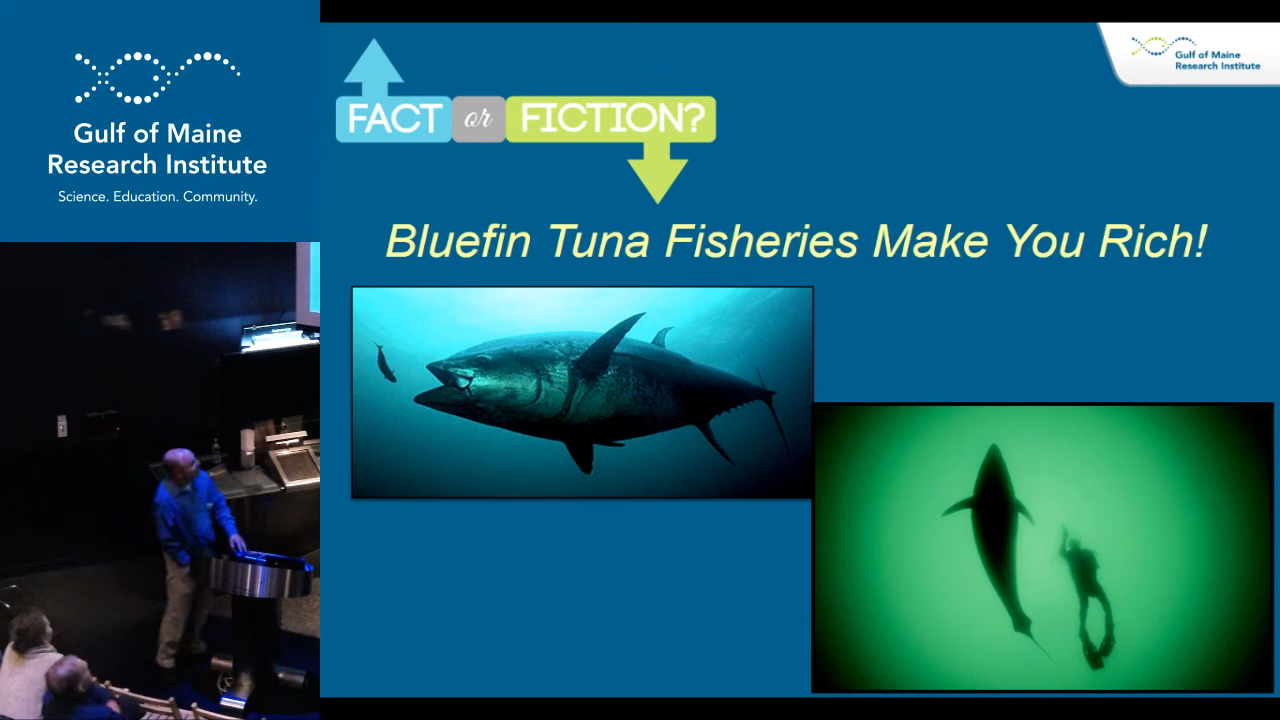 Gulf of Maine
Research Institute
Science. Education. Community.
Gulf of Maine
Research Institute
FACT or FICTION?
Bluefin Tuna Fisheries Make You Rich!